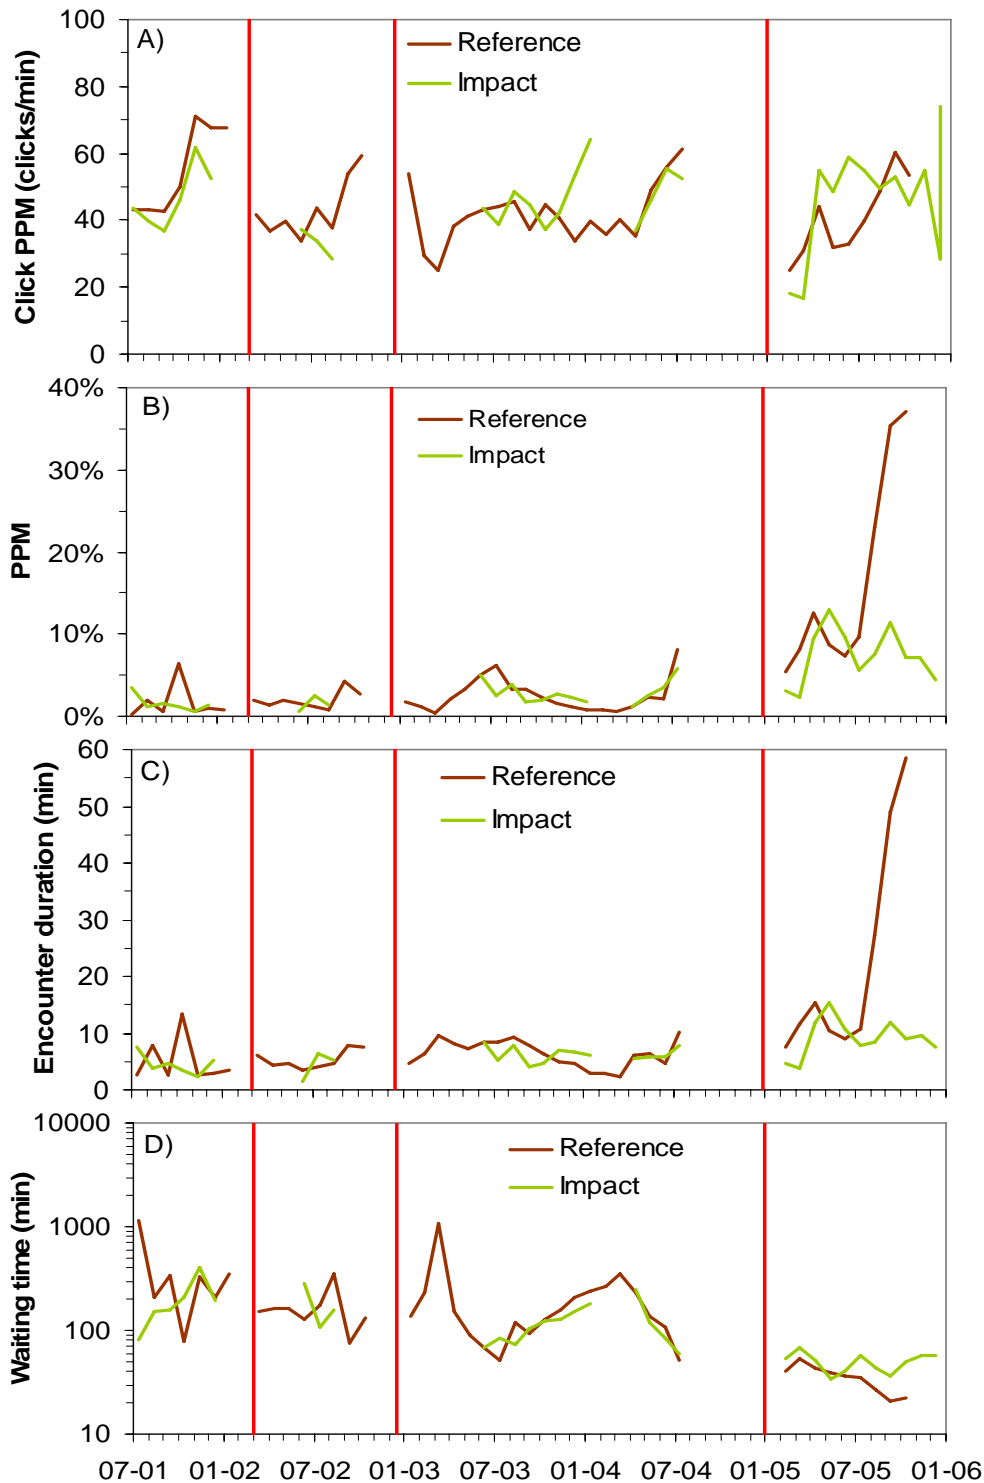 A)
Reference
Impact
Click PPM (clicks/min)
100
80
60
40
20
0
B)
Reference
Impact
PPM
40%
30%
20%
10%
0%
C)
Reference
Impact
Encounter duration (min)
60
50
40
30
20
10
0
D)
Reference
Impact
Waiting time (min)
10000
1000
100
10
07-01 01-02 07-02 01-03 07-03 01-04 07-04 01-05 07-05 01-06